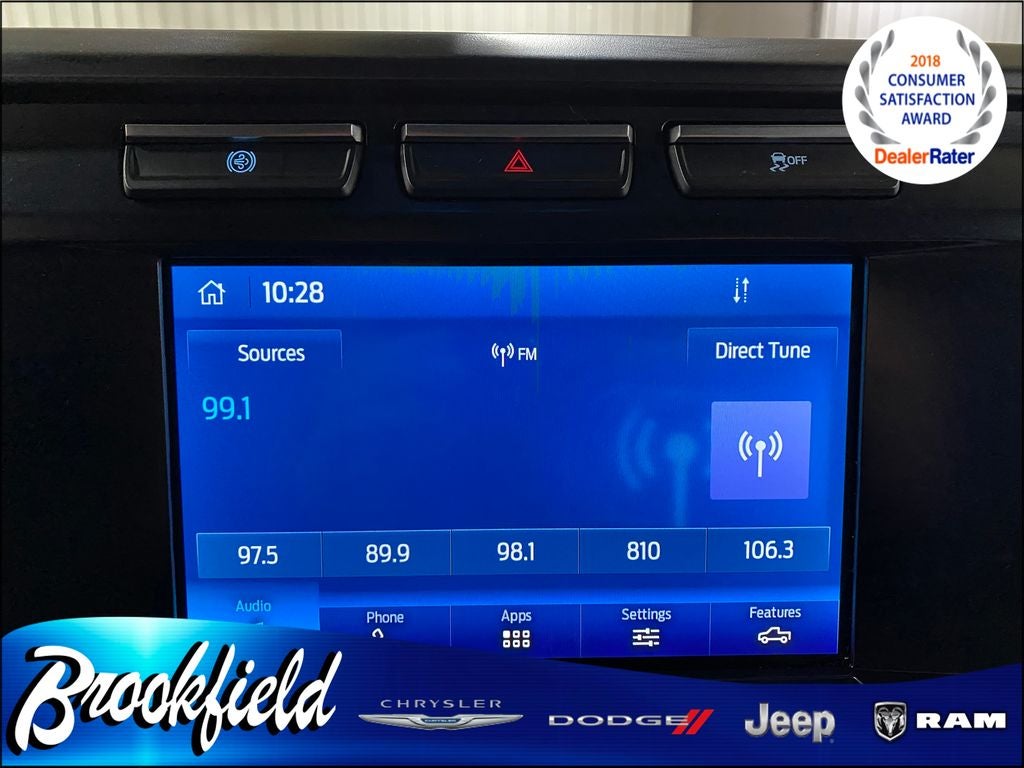 2018
CONSUMER
SATISFACTION
AWARD
DealerRater
OFF
10:28
Sources
FM
Direct Tune
99.1
97.5 89.9 98.1 810 106.3
Audio Phone Apps Settings Features
Brookfield
CHRYSLER
DODGE
Jeep
RAM